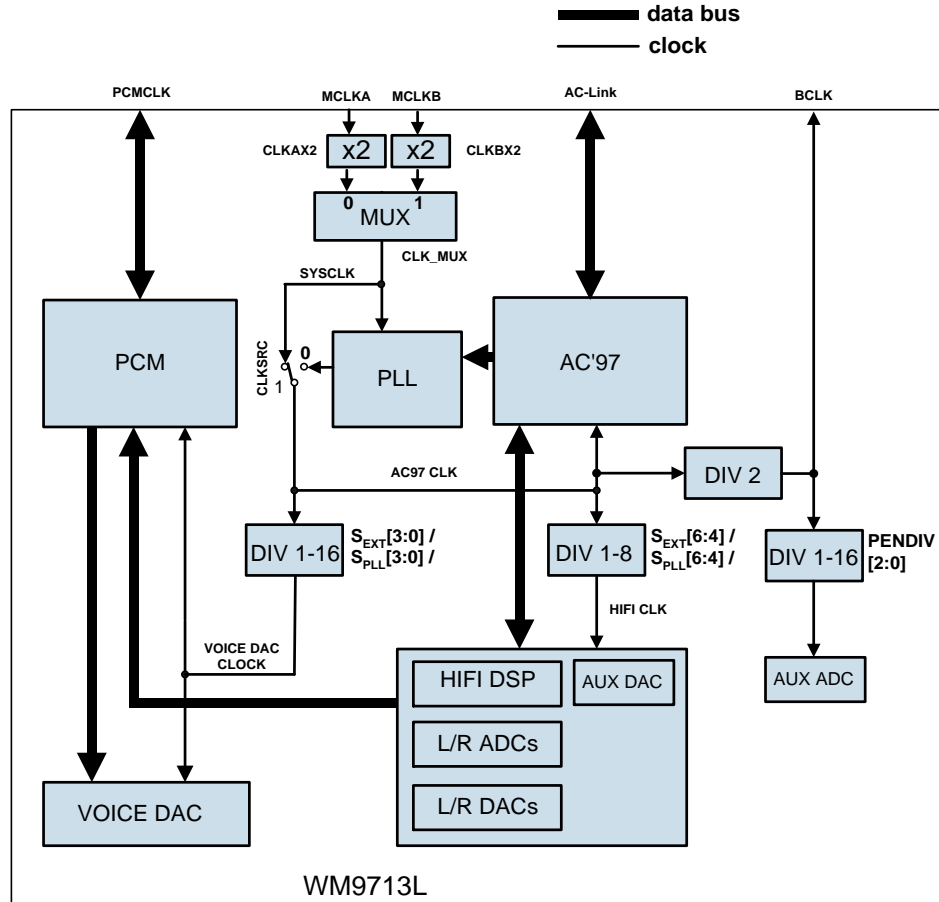 data bus
clock
PCMCLK
MCLKA
MCLKB
AC-Link
BCLK
CLKAX2
x2
x2
CLKBX2
0
1
MUX
CLK_MUX
SYSCLK
PCM
CLKSRC
0
1
PLL
AC'97
AC97 CLK
DIV 2
DIV 1-16
S_EXT[3:0] /
S_PLL[3:0] /
DIV 1-8
S_EXT[6:4] /
S_PLL[6:4] /
DIV 1-16
PENDIV
[2:0]
HIFI CLK
VOICE DAC
CLOCK
HIFI DSP
AUX DAC
AUX ADC
L/R ADCs
L/R DACs
VOICE DAC
WM9713L